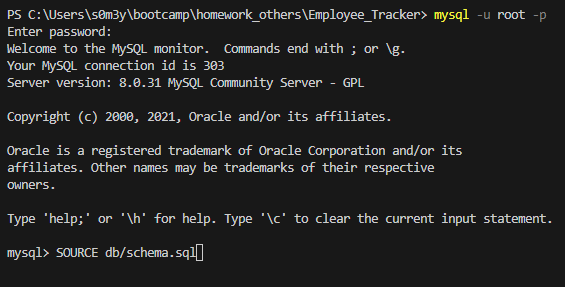 PS C:\Users\s0m3y\bootcamp\homework_others\Employee_Tracker> mysql -u root -p
Enter password:
Welcome to the MySQL monitor.  Commands end with ; or \g.
Your MySQL connection id is 303
Server version: 8.0.31 MySQL Community Server - GPL
Copyright (c) 2000, 2021, Oracle and/or its affiliates.
Oracle is a registered trademark of Oracle Corporation and/or its
affiliates. Other names may be trademarks of their respective
owners.
Type 'help;' or '\h' for help. Type '\c' to clear the current input statement.
mysql> SOURCE db/schema.sql